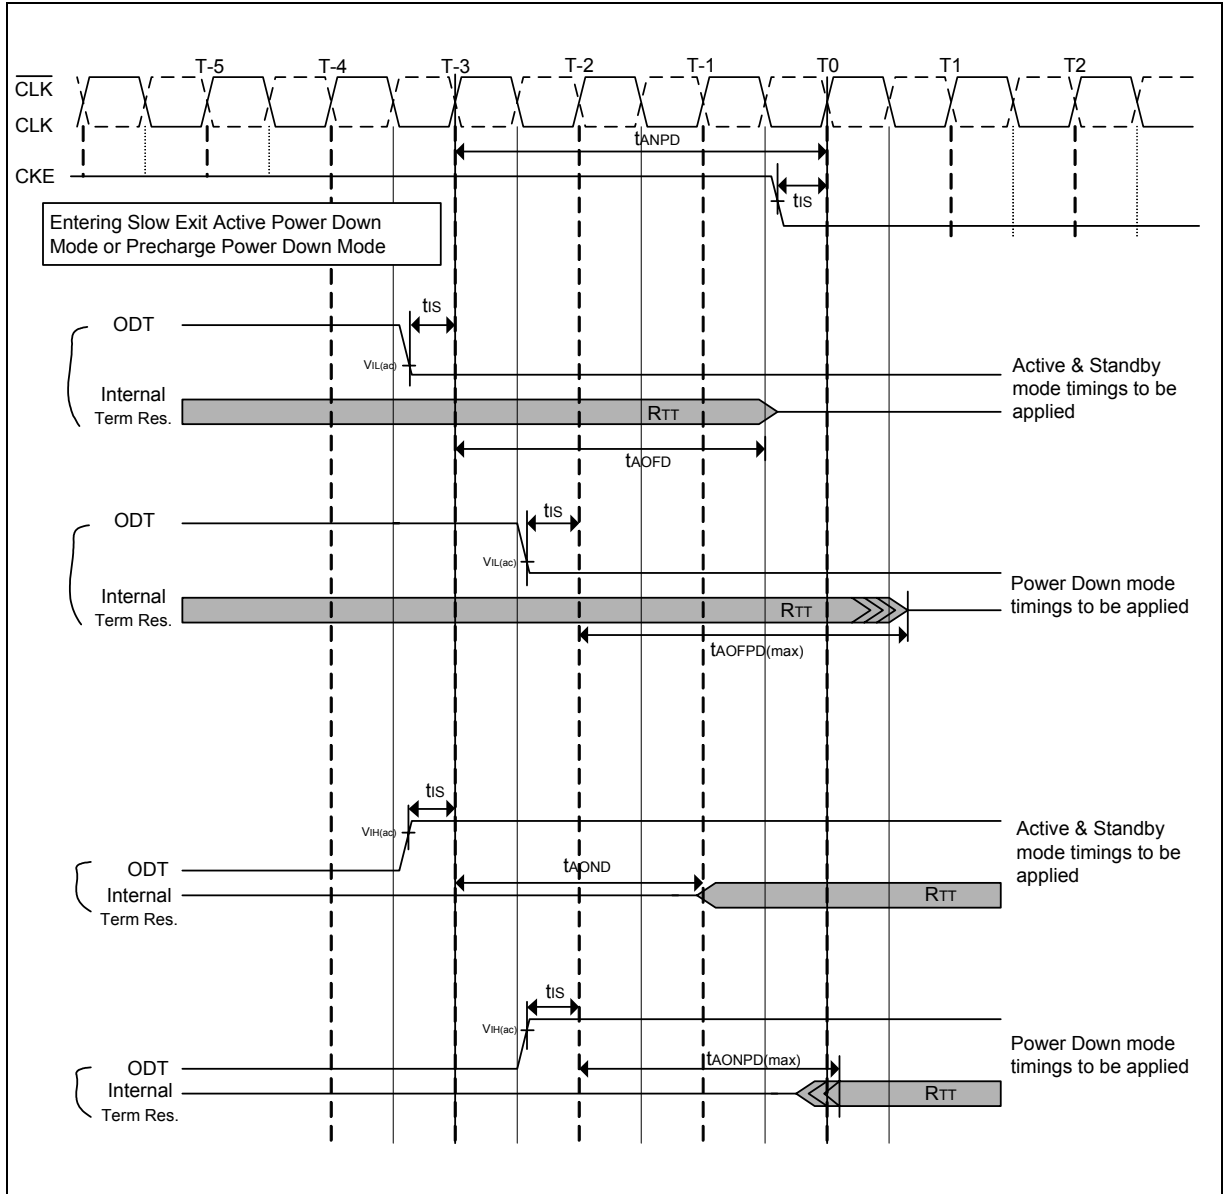 T-5 T-4 T-3 T-2 T-1 T0 T1 T2
CLK
CLK
tANPD
CKE
tIS
Entering Slow Exit Active Power Down
Mode or Precharge Power Down Mode
tIS
ODT
VIL(ac)
Active & Standby
mode timings to be
applied
Internal
Term Res.
RTT
tAOFD
ODT
tIS
VIL(ac)
Power Down mode
timings to be applied
Internal
Term Res.
RTT
tAOFPD(max)
tIS
VIH(ac)
Active & Standby
mode timings to be
applied
ODT
tAOND
Internal
Term Res.
RTT
tIS
VIH(ac)
Power Down mode
timings to be applied
ODT
tAONPD(max)
Internal
Term Res.
RTT